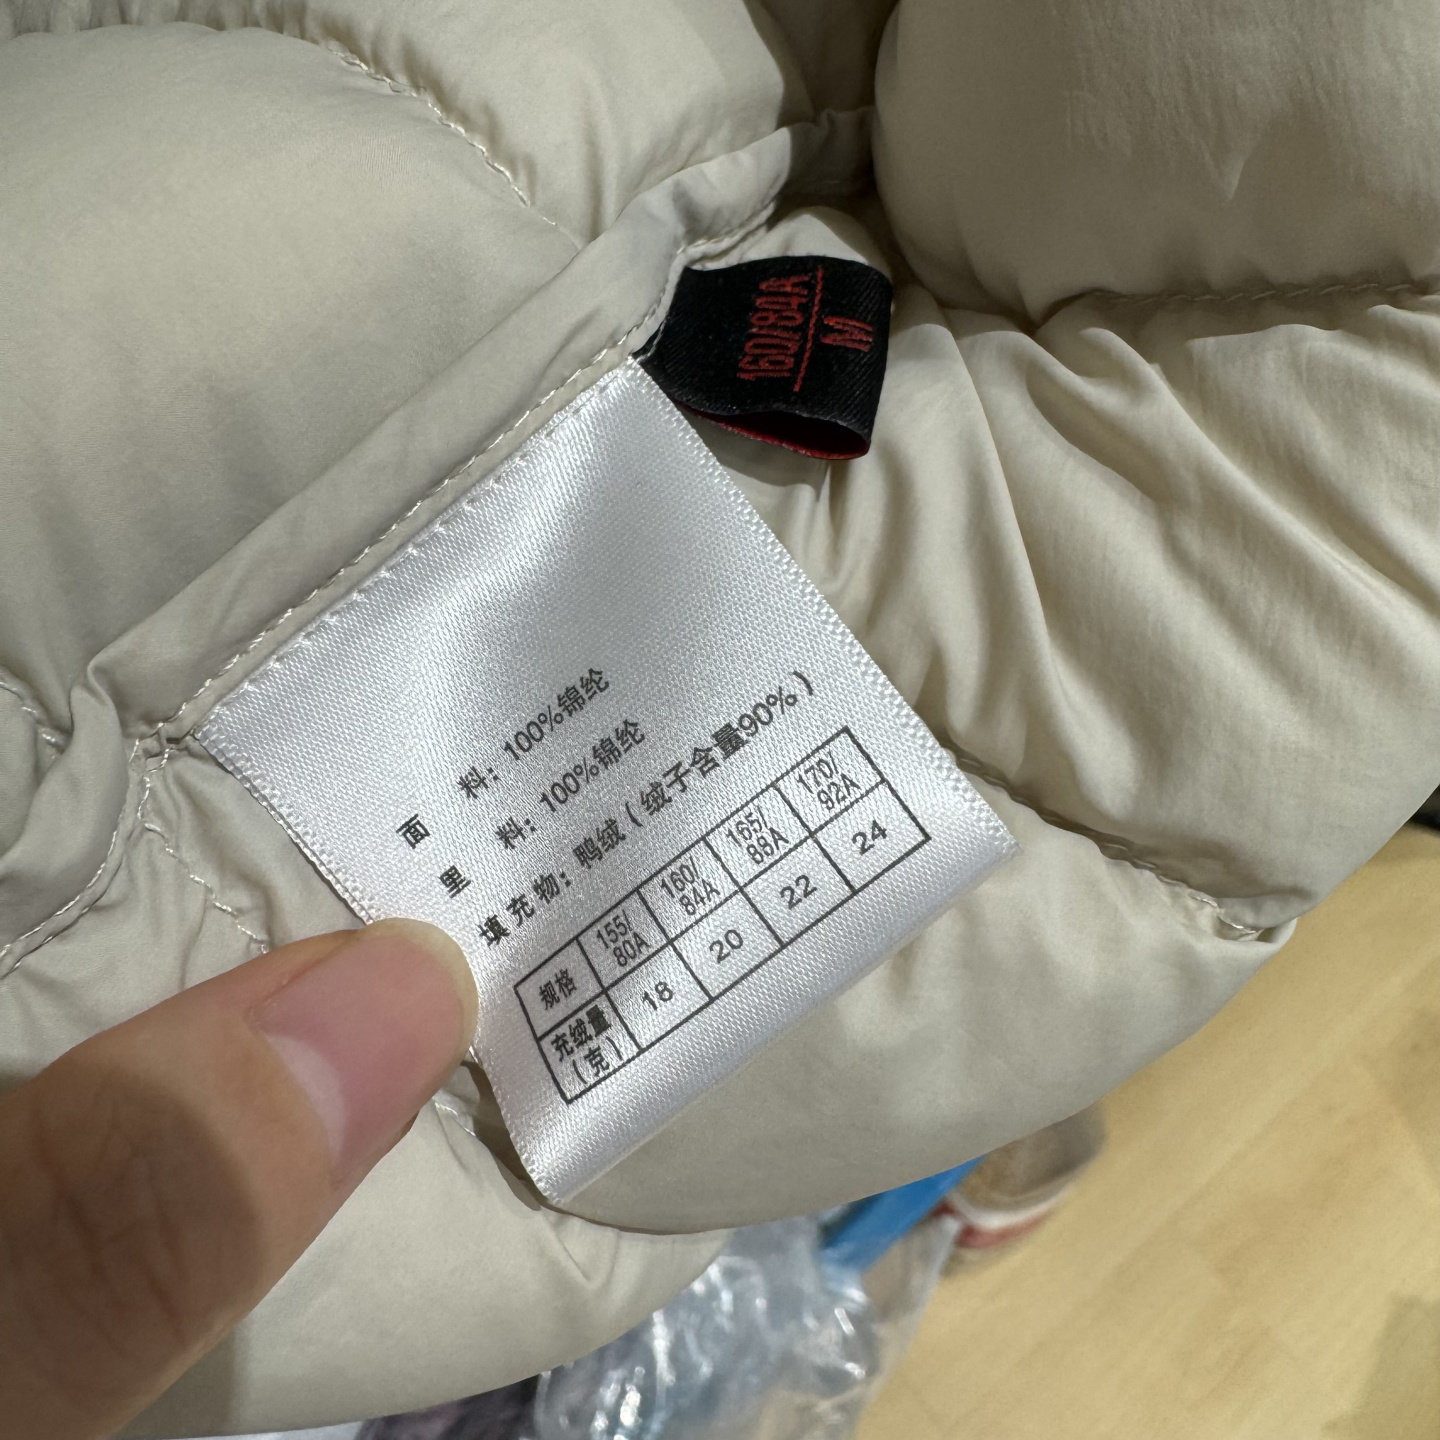 160/84A
M
面 料：100%锦纶
里 料：100%锦纶
填充物：鸭绒（绒子含量90%）
规格 155/80A 160/84A 165/88A 170/92A
充绒量（克） 18 20 22 24